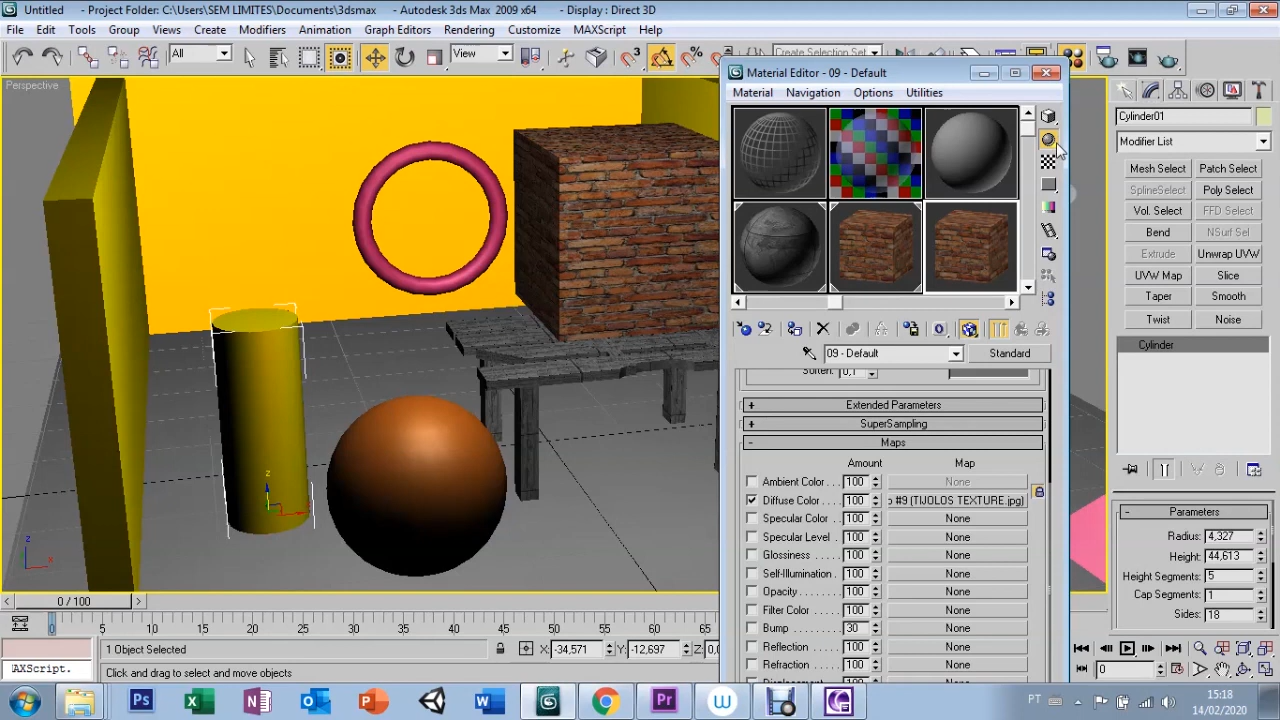 Untitled - Project Folder: C:\Users\SEM LIMITES\Documents\3dsmax - Autodesk 3ds Max 2009 x64 - Display : Direct 3D
File Edit Tools Group Views Create Modifiers Animation Graph Editors Rendering Customize MAXScript Help
All
View
3
%
Create Selection Set
Perspective
Material Editor - 09 - Default
Material Navigation Options Utilities
09 - Default
Standard
Soften: 0,1
+ Extended Parameters
+ SuperSampling
- Maps
Amount Map
Ambient Color . . . 100 None
Diffuse Color . . . . 100 o #9 (TIJOLOS TEXTURE.jpg)
Specular Color . . . 100 None
Specular Level . . . 100 None
Glossiness . . . . . 100 None
Self-Illumination . . 100 None
Opacity . . . . . . . 100 None
Filter Color . . . . . 100 None
Bump . . . . . . . . 30 None
Reflection . . . . . 100 None
Refraction . . . . . 100 None
Cylinder01
Modifier List
Mesh Select Patch Select
SplineSelect Poly Select
Vol. Select FFD Select
Bend NSurf Sel
Extrude Unwrap UVW
UVW Map Slice
Taper Smooth
Twist Noise
Cylinder
- Parameters
Radius: 4,327
Height: 44,613
Height Segments: 5
Cap Segments: 1
Sides: 18
z
x
z
< 0 / 100 >
0 5 10 15 20 25 30 35 40 45 50 55 60 65
1 Object Selected X: -34,571 Y: -12,697 Z: 0,0
AXScript. Click and drag to select and move objects
0
Ps X N O P W 3 Pr W
PT
15:18
14/02/2020